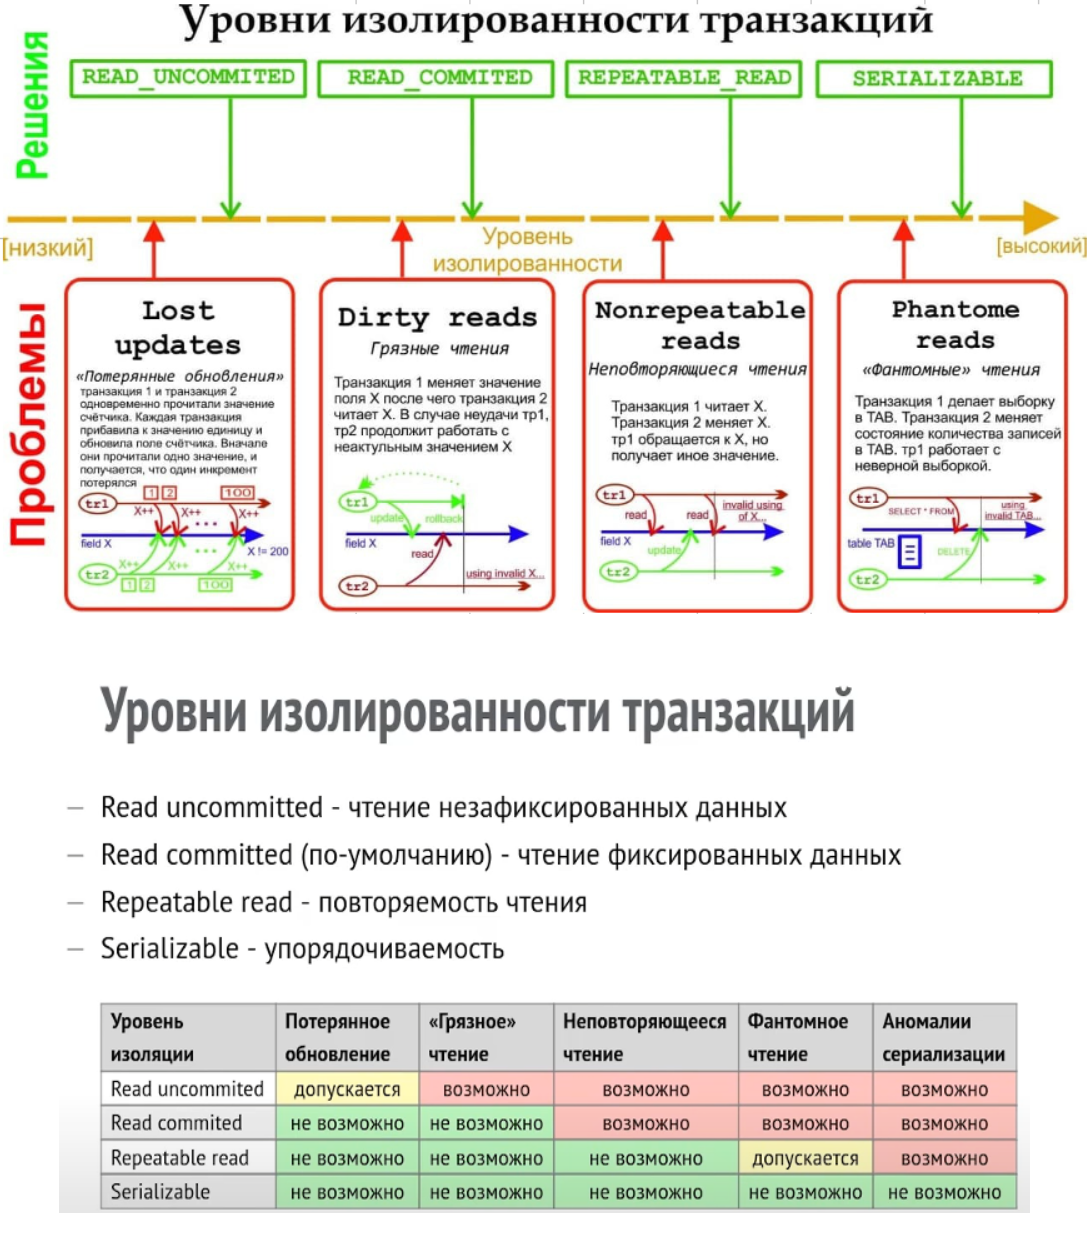 Уровни изолированности транзакций
Решения
READ_UNCOMMITED
READ_COMMITED
REPEATABLE_READ
SERIALIZABLE
[низкий]
Уровень
изолированности
[высокий]
Проблемы
Lost
updates
«Потерянные обновления»
транзакция 1 и транзакция 2
одновременно прочитали значение
счётчика. Каждая транзакция
прибавила к значению единицу и
обновила поле счётчика. Вначале
они прочитали одно значение, и
получается, что один инкремент
потерялся
1 2 100
tr1
X++ X++ X++
...
field X
X != 200
X++ X++ X++
...
tr2
1 2 100
Dirty reads
Грязные чтения
Транзакция 1 меняет значение
поля X после чего транзакция 2
читает X. В случае неудачи тр1,
тр2 продолжит работать с
неактульным значением X
tr1
update rollback
field X
read
using invalid X...
tr2
Nonrepeatable
reads
Неповторяющиеся чтения
Транзакция 1 читает X.
Транзакция 2 меняет X.
тр1 обращается к X, но
получает иное значение.
tr1
read read
invalid using
of X...
field X
update
tr2
Phantome
reads
«Фантомные» чтения
Транзакция 1 делает выборку
в TAB. Транзакция 2 меняет
состояние количества записей
в TAB. тр1 работает с
неверной выборкой.
tr1
SELECT * FROM
using
invalid TAB...
table TAB
DELETE
tr2
Уровни изолированности транзакций
– Read uncommitted - чтение незафиксированных данных
– Read committed (по-умолчанию) - чтение фиксированных данных
– Repeatable read - повторяемость чтения
– Serializable - упорядочиваемость
Уровень изоляции Потерянное обновление «Грязное» чтение Неповторяющееся чтение Фантомное чтение Аномалии сериализации
Read uncommited допускается возможно возможно возможно возможно
Read commited не возможно не возможно возможно возможно возможно
Repeatable read не возможно не возможно не возможно допускается возможно
Serializable не возможно не возможно не возможно не возможно не возможно